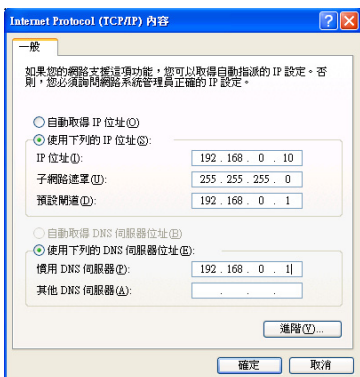 Internet Protocol (TCP/IP) 內容
一般
如果您的網路支援這項功能，您可以取得自動指派的 IP 設定。否
則，您必須詢問網路系統管理員正確的 IP 設定。
自動取得 IP 位址(O)
使用下列的 IP 位址(S):
IP 位址(I): 192 . 168 . 0 . 10
子網路遮罩(U): 255 . 255 . 255 . 0
預設閘道(D): 192 . 168 . 0 . 1
自動取得 DNS 伺服器位址(B)
使用下列的 DNS 伺服器位址(E):
慣用 DNS 伺服器(P): 192 . 168 . 0 . 1
其他 DNS 伺服器(A): . . .
進階(V)...
確定 取消